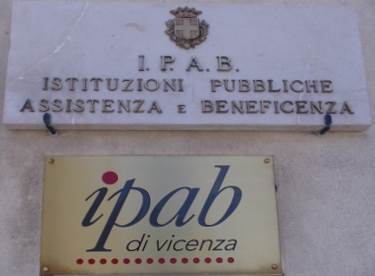 I. P. A. B.
ISTITUZIONI PUBBLICHE
ASSISTENZA E BENEFICENZA
ipab
di vicenza